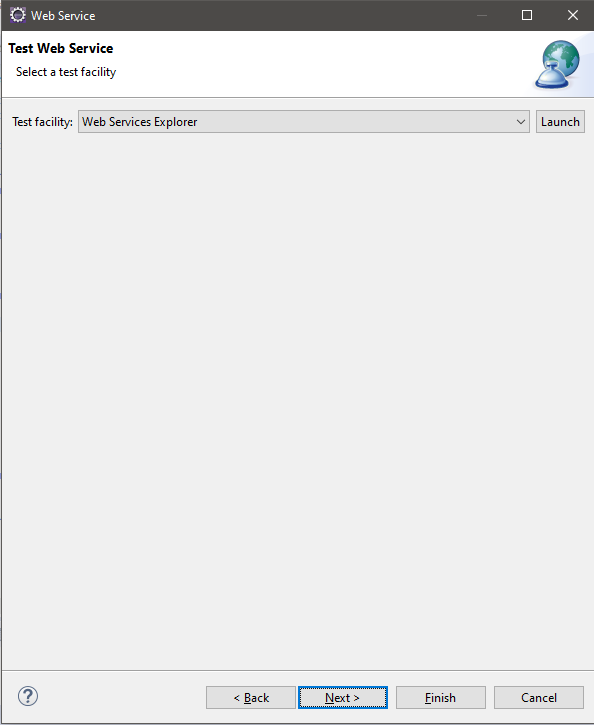 Web Service
Test Web Service
Select a test facility
Test facility: Web Services Explorer Launch
? < Back Next > Finish Cancel